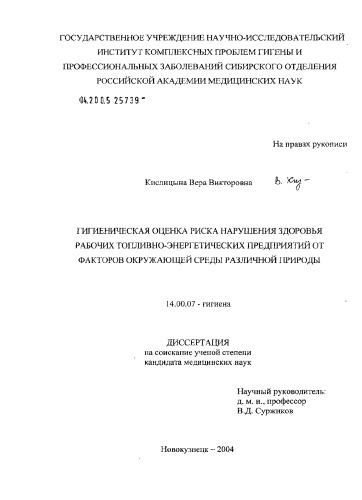 ГОСУДАРСТВЕННОЕ УЧРЕЖДЕНИЕ НАУЧНО-ИССЛЕДОВАТЕЛЬСКИЙ
ИНСТИТУТ КОМПЛЕКСНЫХ ПРОБЛЕМ ГИГЕНЫ И
ПРОФЕССИОНАЛЬНЫХ ЗАБОЛЕВАНИЙ СИБИРСКОГО ОТДЕЛЕНИЯ
РОССИЙСКОЙ АКАДЕМИИ МЕДИЦИНСКИХ НАУК
04.2005 25739 -
На правах рукописи
Кислицына Вера Викторовна
ГИГИЕНИЧЕСКАЯ ОЦЕНКА РИСКА НАРУШЕНИЯ ЗДОРОВЬЯ
РАБОЧИХ ТОПЛИВНО-ЭНЕРГЕТИЧЕСКИХ ПРЕДПРИЯТИЙ ОТ
ФАКТОРОВ ОКРУЖАЮЩЕЙ СРЕДЫ РАЗЛИЧНОЙ ПРИРОДЫ
14.00.07 - гигиена
ДИССЕРТАЦИЯ
на соискание ученой степени
кандидата медицинских наук
Научный руководитель:
д. м. н., профессор
В.Д. Суржиков
Новокузнецк – 2004